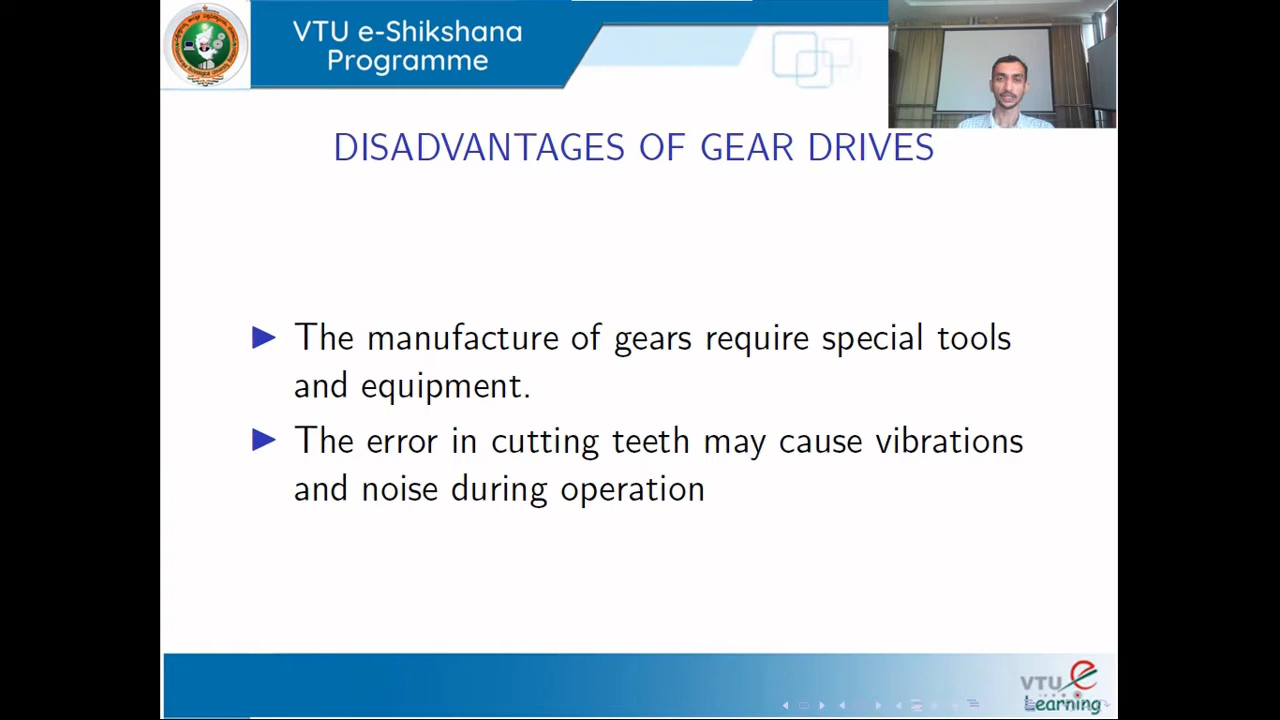 VTU e-Shikshana
Programme
DISADVANTAGES OF GEAR DRIVES
The manufacture of gears require special tools
and equipment.
The error in cutting teeth may cause vibrations
and noise during operation
VTU e
Learning